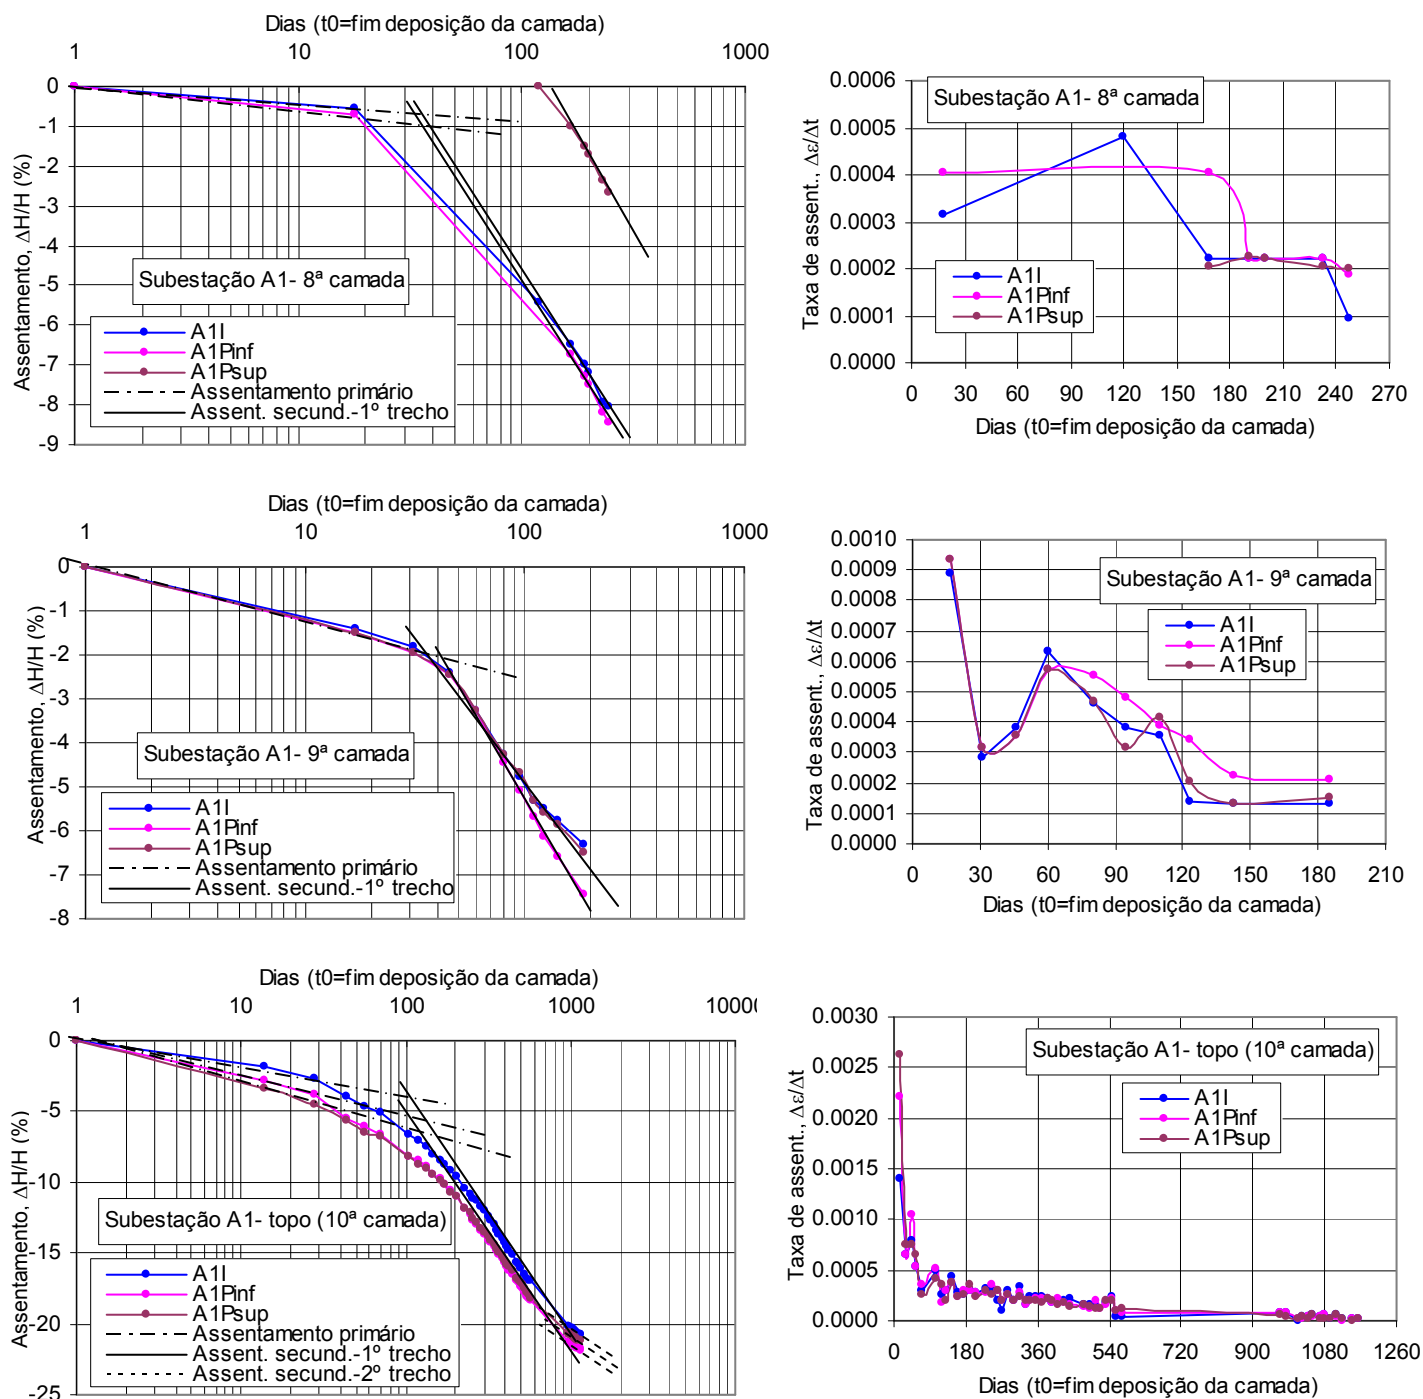 Dias (t0=fim deposição da camada)
1 10 100 1000
0
-1
-2
-3
-4
-5
-6
-7
-8
-9
Assentamento, ΔH/H (%)
Subestação A1- 8ª camada
A1I
A1Pinf
A1Psup
Assentamento primário
Assent. secund.-1º trecho
0.0006
0.0005
0.0004
0.0003
0.0002
0.0001
0.0000
Taxa de assent., Δε/Δt
Subestação A1- 8ª camada
A1I
A1Pinf
A1Psup
0 30 60 90 120 150 180 210 240 270
Dias (t0=fim deposição da camada)
Dias (t0=fim deposição da camada)
1 10 100 1000
0
-1
-2
-3
-4
-5
-6
-7
-8
Assentamento, ΔH/H (%)
Subestação A1- 9ª camada
A1I
A1Pinf
A1Psup
Assentamento primário
Assent. secund.-1º trecho
0.0010
0.0009
0.0008
0.0007
0.0006
0.0005
0.0004
0.0003
0.0002
0.0001
0.0000
Taxa de assent., Δε/Δt
Subestação A1- 9ª camada
A1I
A1Pinf
A1Psup
0 30 60 90 120 150 180 210
Dias (t0=fim deposição da camada)
Dias (t0=fim deposição da camada)
1 10 100 1000 10000
0
-5
-10
-15
-20
-25
Assentamento, ΔH/H (%)
Subestação A1- topo (10ª camada)
A1I
A1Pinf
A1Psup
Assentamento primário
Assent. secund.-1º trecho
Assent. secund.-2º trecho
0.0030
0.0025
0.0020
0.0015
0.0010
0.0005
0.0000
Taxa de assent., Δε/Δt
Subestação A1- topo (10ª camada)
A1I
A1Pinf
A1Psup
0 180 360 540 720 900 1080 1260
Dias (t0=fim deposição da camada)